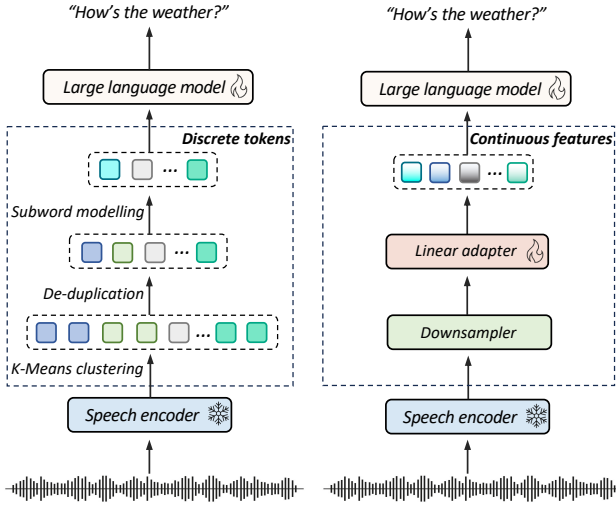 “How’s the weather?”
Large language model
Discrete tokens
...
Subword modelling
...
De-duplication
...
K-Means clustering
Speech encoder
“How’s the weather?”
Large language model
Continuous features
...
Linear adapter
Downsampler
Speech encoder